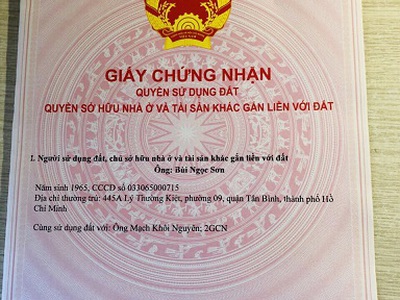 GIẤY CHỨNG NHẬN
QUYỀN SỬ DỤNG ĐẤT
QUYỀN SỞ HỮU NHÀ Ở VÀ TÀI SẢN KHÁC GẮN LIỀN VỚI ĐẤT
I. Người sử dụng đất, chủ sở hữu nhà ở và tài sản khác gắn liền với đất
Ông: Bùi Ngọc Sơn
Năm sinh 1965, CCCD số 033065000715
Địa chỉ thường trú: 445A Lý Thường Kiệt, phường 09, quận Tân Bình, thành phố Hồ
Chí Minh
Cùng sử dụng đất với: Ông Mạch Khôi Nguyên; 2GCN